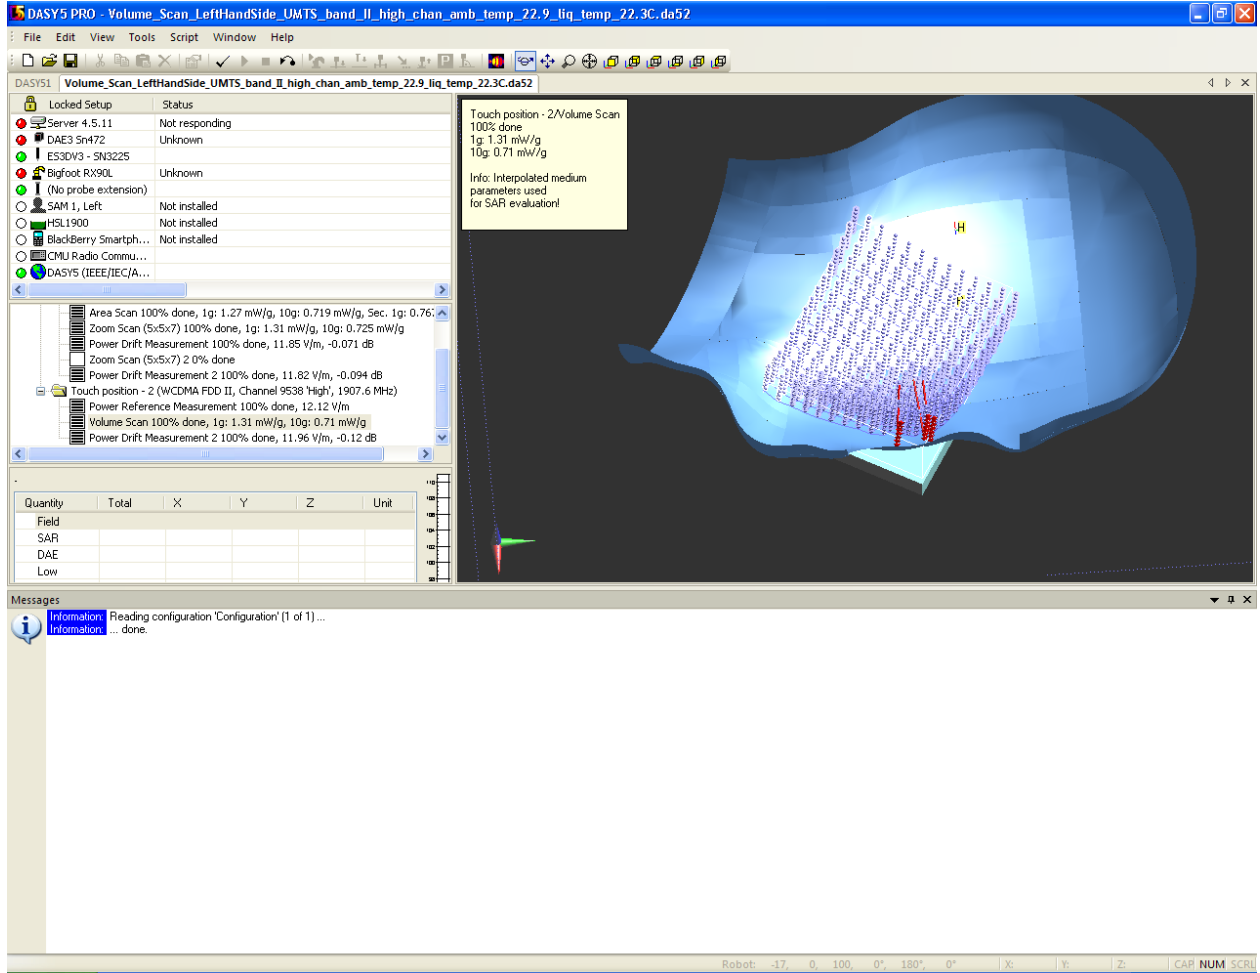 DASY5 PRO - Volume_Scan_LeftHandSide_UMTS_band_II_high_chan_amb_temp_22.9_liq_temp_22.3C.da52
File Edit View Tools Script Window Help
DASY51 Volume_Scan_LeftHandSide_UMTS_band_II_high_chan_amb_temp_22.9_liq_temp_22.3C.da52
Locked Setup Status
Server 4.5.11 Not responding
DAE3 Sn472 Unknown
ES3DV3 - SN3225
Bigfoot RX90L Unknown
(No probe extension)
SAM 1, Left Not installed
HSL1900 Not installed
BlackBerry Smartph... Not installed
CMU Radio Commu...
DASY5 (IEEE/IEC/A...
Area Scan 100% done, 1g: 1.27 mW/g, 10g: 0.719 mW/g, Sec. 1g: 0.767
Zoom Scan (5x5x7) 100% done, 1g: 1.31 mW/g, 10g: 0.725 mW/g
Power Drift Measurement 100% done, 11.85 V/m, -0.071 dB
Zoom Scan (5x5x7) 2 0% done
Power Drift Measurement 2 100% done, 11.82 V/m, -0.094 dB
Touch position - 2 (WCDMA FDD II, Channel 9538 'High', 1907.6 MHz)
Power Reference Measurement 100% done, 12.12 V/m
Volume Scan 100% done, 1g: 1.31 mW/g, 10g: 0.71 mW/g
Power Drift Measurement 2 100% done, 11.96 V/m, -0.12 dB
Quantity Total X Y Z Unit
Field
SAR
DAE
Low
110
108
106
104
102
100
98
Touch position - 2/Volume Scan
100% done
1g: 1.31 mW/g
10g: 0.71 mW/g
Info: Interpolated medium
parameters used
for SAR evaluation!
H
Messages
Information: Reading configuration 'Configuration' (1 of 1) ...
Information: ... done.
Robot: -17, 0, 100, 0°, 180°, 0° X: Y: Z: CAP NUM SCRL